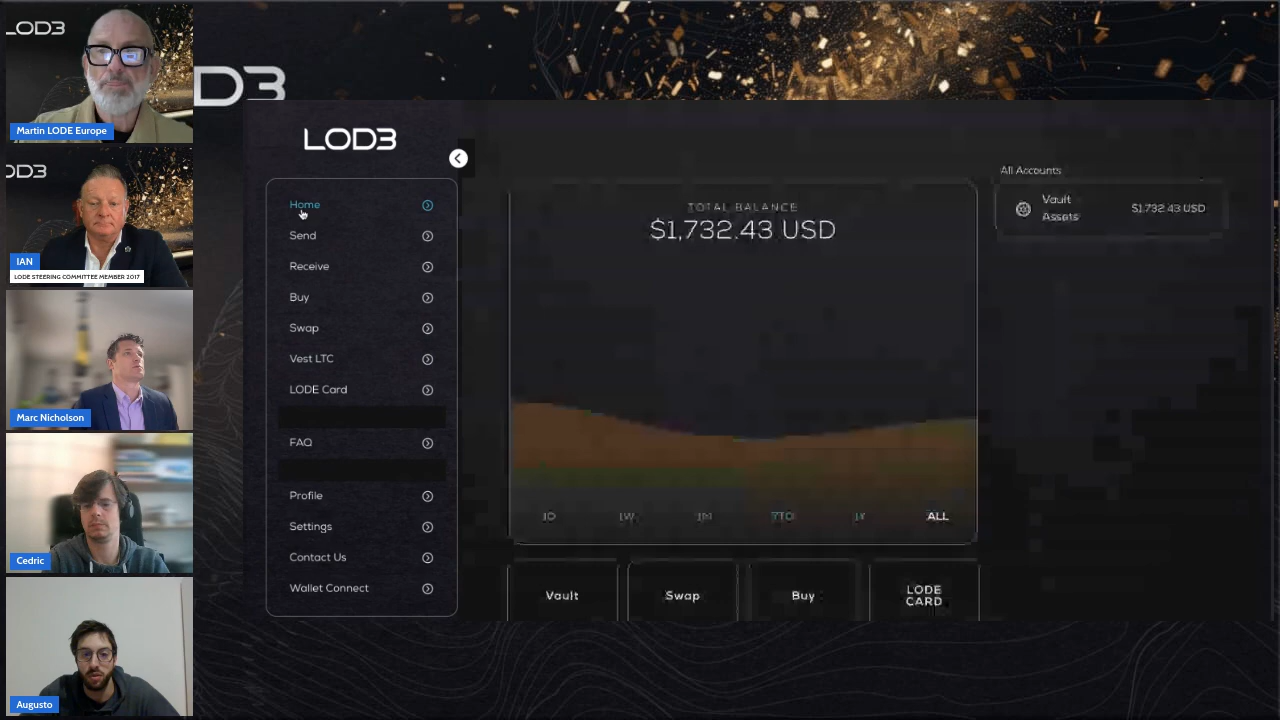 LOD3
Martin LODE Europe
OD3
IAN
LODE STEERING COMMITTEE MEMBER 2017
Marc Nicholson
Cedric
Augusto
D3
LOD3
Home
Send
Receive
Buy
Swap
Vest LTC
LODE Card
FAQ
Profile
Settings
Contact Us
Wallet Connect
TOTAL BALANCE
$1,732.43 USD
1D 1W 1M YTD 1Y ALL
Vault
Swap
Buy
LODE
CARD
All Accounts
Vault
Assets
$1,732.43 USD